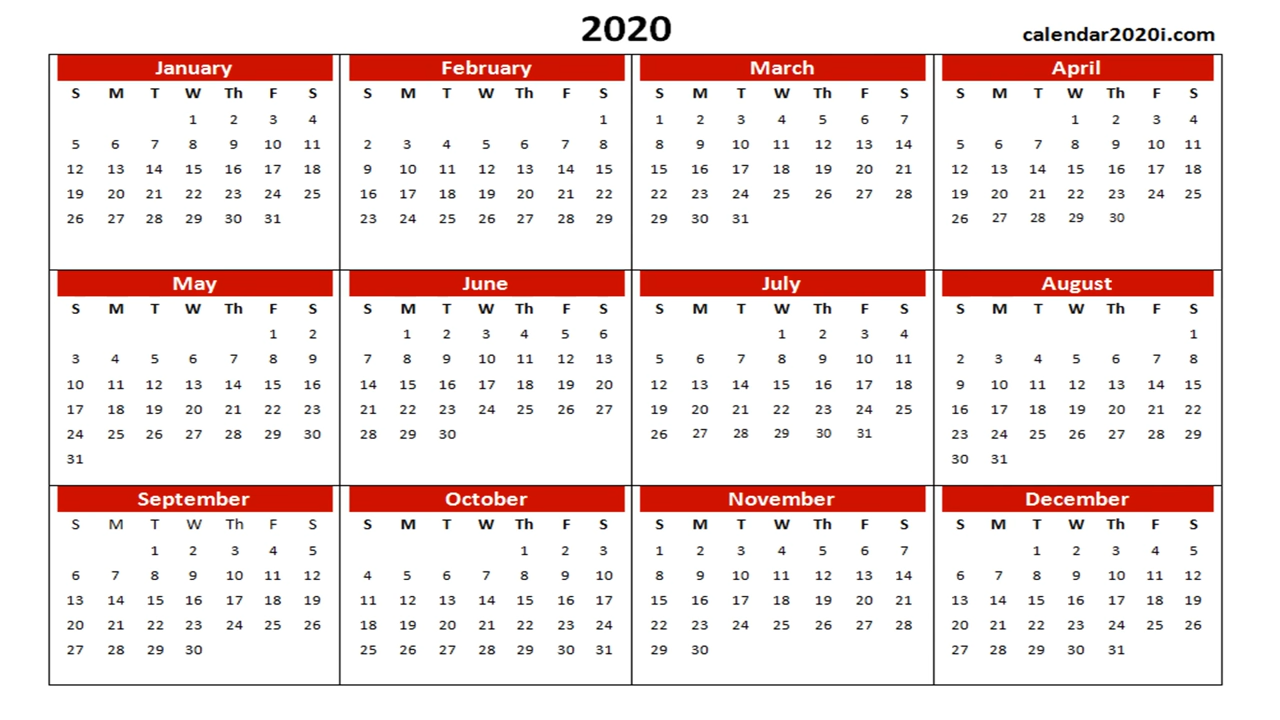 2020
calendar2020i.com
January
S M T W Th F S
1 2 3 4
5 6 7 8 9 10 11
12 13 14 15 16 17 18
19 20 21 22 23 24 25
26 27 28 29 30 31
February
S M T W Th F S
1
2 3 4 5 6 7 8
9 10 11 12 13 14 15
16 17 18 19 20 21 22
23 24 25 26 27 28 29
March
S M T W Th F S
1 2 3 4 5 6 7
8 9 10 11 12 13 14
15 16 17 18 19 20 21
22 23 24 25 26 27 28
29 30 31
April
S M T W Th F S
1 2 3 4
5 6 7 8 9 10 11
12 13 14 15 16 17 18
19 20 21 22 23 24 25
26 27 28 29 30
May
S M T W Th F S
1 2
3 4 5 6 7 8 9
10 11 12 13 14 15 16
17 18 19 20 21 22 23
24 25 26 27 28 29 30
31
June
S M T W Th F S
1 2 3 4 5 6
7 8 9 10 11 12 13
14 15 16 17 18 19 20
21 22 23 24 25 26 27
28 29 30
July
S M T W Th F S
1 2 3 4
5 6 7 8 9 10 11
12 13 14 15 16 17 18
19 20 21 22 23 24 25
26 27 28 29 30 31
August
S M T W Th F S
1
2 3 4 5 6 7 8
9 10 11 12 13 14 15
16 17 18 19 20 21 22
23 24 25 26 27 28 29
30 31
September
S M T W Th F S
1 2 3 4 5
6 7 8 9 10 11 12
13 14 15 16 17 18 19
20 21 22 23 24 25 26
27 28 29 30
October
S M T W Th F S
1 2 3
4 5 6 7 8 9 10
11 12 13 14 15 16 17
18 19 20 21 22 23 24
25 26 27 28 29 30 31
November
S M T W Th F S
1 2 3 4 5 6 7
8 9 10 11 12 13 14
15 16 17 18 19 20 21
22 23 24 25 26 27 28
29 30
December
S M T W Th F S
1 2 3 4 5
6 7 8 9 10 11 12
13 14 15 16 17 18 19
20 21 22 23 24 25 26
27 28 29 30 31